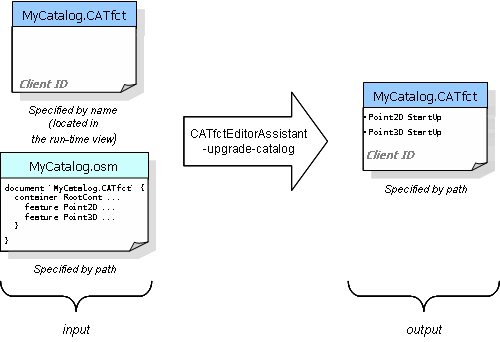 MyCatalog.CATfct
Client ID
Specified by name
(located in
the run-time view)
MyCatalog.osm
document `MyCatalog.CATfct` {
container RootCont ...
feature Point2D ...
feature Point3D ...
}
}
Specified by path
input
CATfctEditorAssistant
-upgrade-catalog
MyCatalog.CATfct
• Point2D StartUp
• Point3D StartUp
Client ID
Specified by path
output